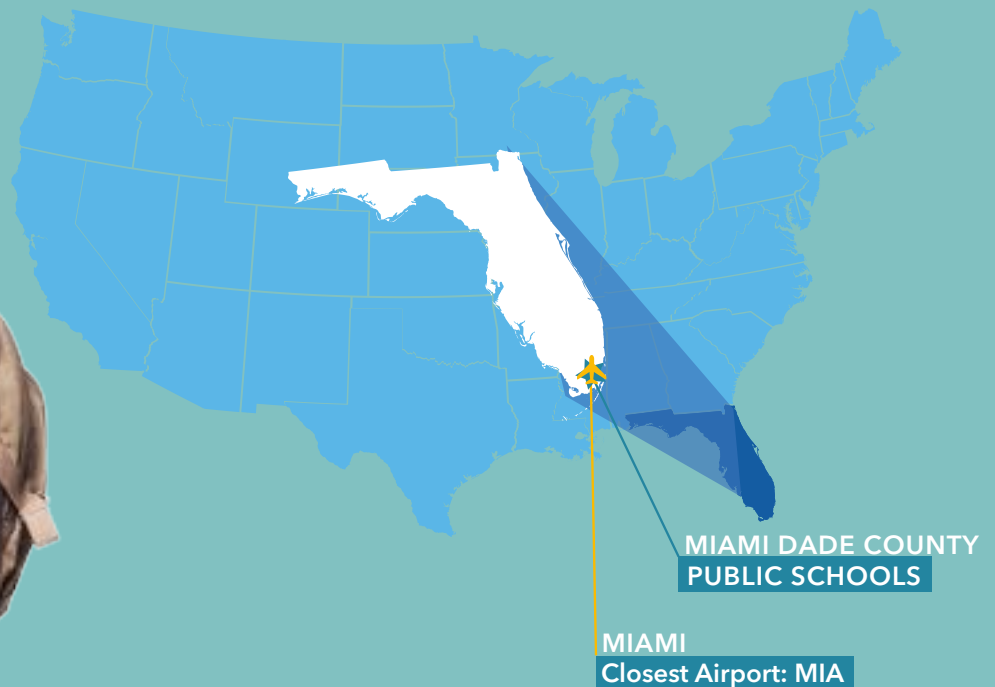 MIAMI DADE COUNTY
PUBLIC SCHOOLS
MIAMI
Closest Airport: MIA